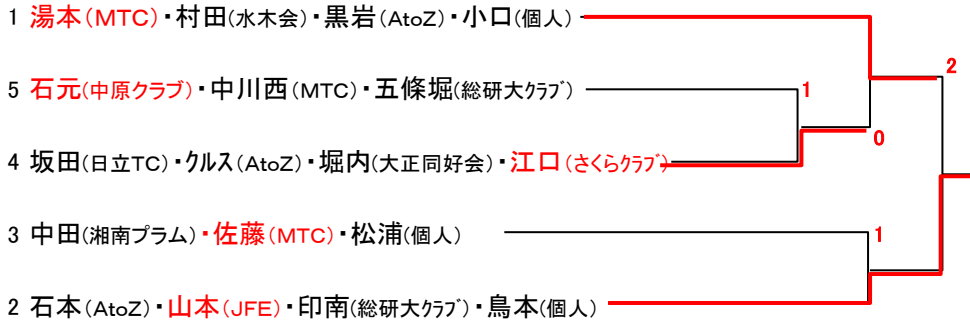 1 湯本(MTC)・村田(水木会)・黒岩(AtoZ)・小口(個人)
2
5 石元(中原クラブ)・中川西(MTC)・五條堀(総研大クラブ)
1
0
4 坂田(日立TC)・クルス(AtoZ)・堀内(大正同好会)・江口(さくらクラブ)
3 中田(湘南プラム)・佐藤(MTC)・松浦(個人)
1
2 石本(AtoZ)・山本(JFE)・印南(総研大クラブ)・鳥本(個人)